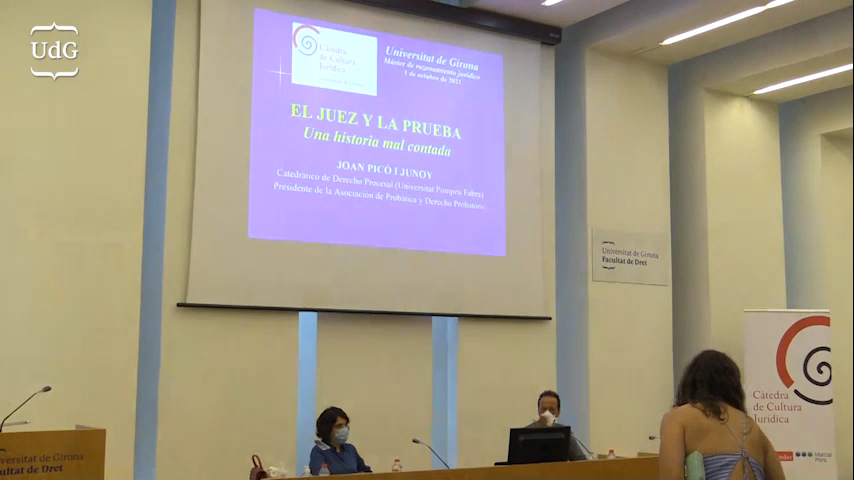 UdG
Càtedra
de Cultura
Jurídica
Universitat de Girona
Máster de razonamiento jurídico
1 de octubre de 2021
EL JUEZ Y LA PRUEBA
Una historia mal contada
JOAN PICÓ I JUNOY
Catedrático de Derecho Procesal (Universitat Pompeu Fabra)
Presidente de la Asociación de Probática y Derecho Probatorio
Universitat de Girona
Facultat de Dret
Càtedra
de Cultura
Jurídica
Marcial
Pons
Universitat de Girona
Facultat de Dret